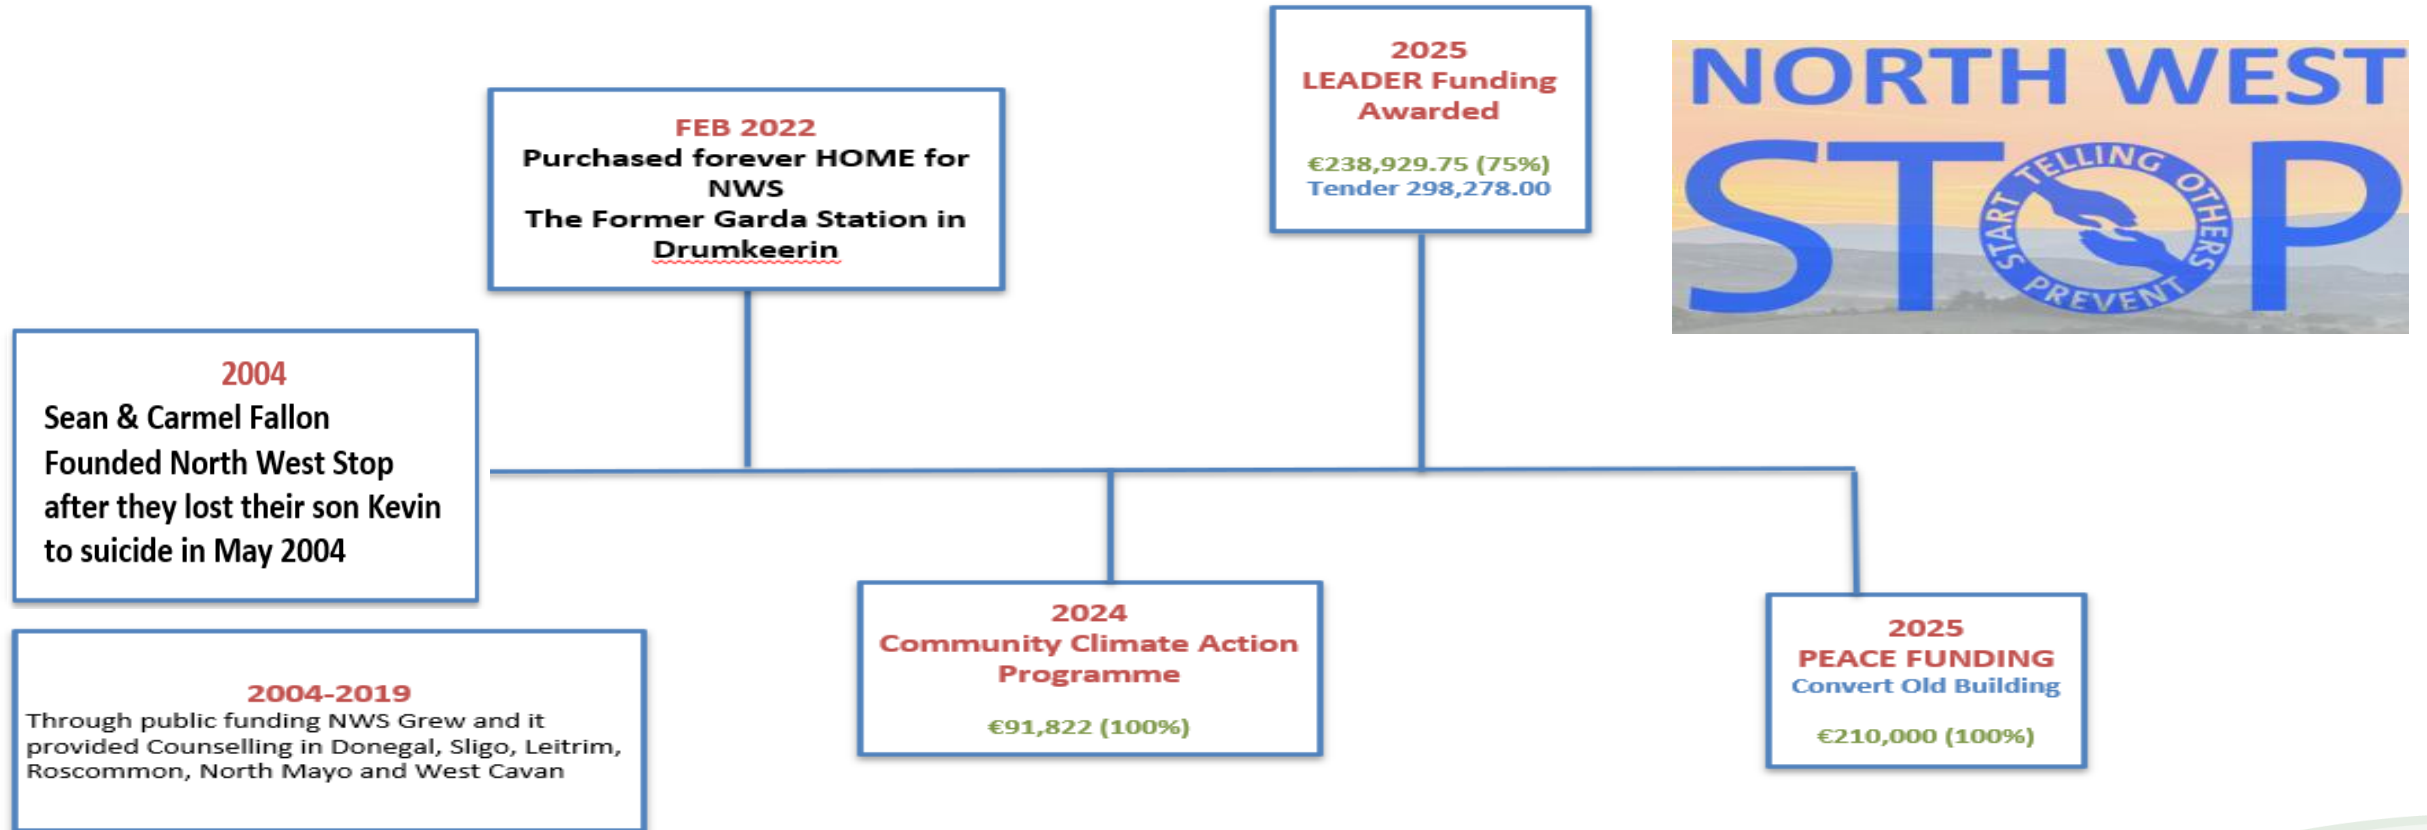 2004
Sean & Carmel Fallon
Founded North West Stop
after they lost their son Kevin
to suicide in May 2004
2004-2019
Through public funding NWS Grew and it
provided Counselling in Donegal, Sligo, Leitrim,
Roscommon, North Mayo and West Cavan
FEB 2022
Purchased forever HOME for
NWS
The Former Garda Station in
Drumkeerin
2024
Community Climate Action
Programme
€91,822 (100%)
2025
LEADER Funding
Awarded
€238,929.75 (75%)
Tender 298,278.00
2025
PEACE FUNDING
Convert Old Building
€210,000 (100%)
NORTH WEST
STOP
START TELLING OTHERS
PREVENT